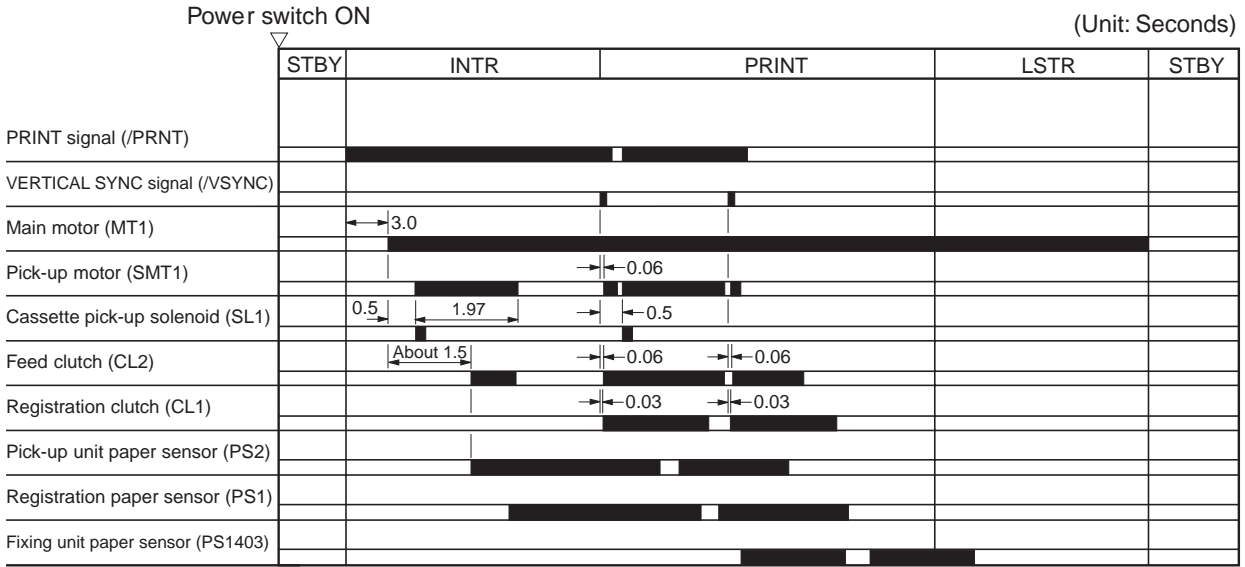 Power switch ON
(Unit: Seconds)
STBY INTR PRINT LSTR STBY
PRINT signal (/PRNT)
VERTICAL SYNC signal (/VSYNC)
Main motor (MT1) 3.0
Pick-up motor (SMT1) 0.06
Cassette pick-up solenoid (SL1) 0.5 1.97 0.5
Feed clutch (CL2) About 1.5 0.06 0.06
Registration clutch (CL1) 0.03 0.03
Pick-up unit paper sensor (PS2)
Registration paper sensor (PS1)
Fixing unit paper sensor (PS1403)